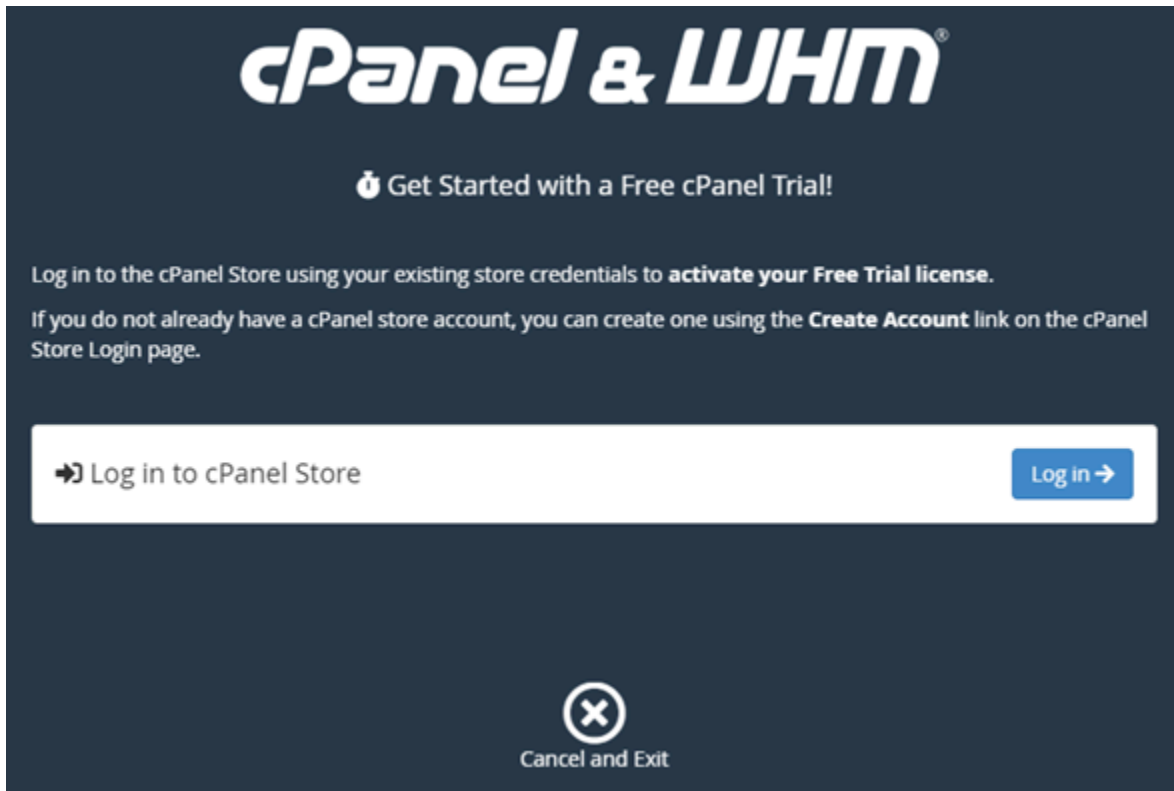 cPanel & WHM®
Get Started with a Free cPanel Trial!
Log in to the cPanel Store using your existing store credentials to activate your Free Trial license.
If you do not already have a cPanel store account, you can create one using the Create Account link on the cPanel
Store Login page.
Log in to cPanel Store
Log in
Cancel and Exit